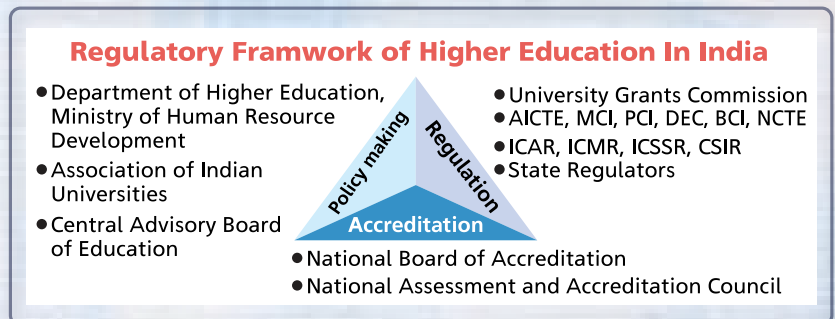 Regulatory Framwork of Higher Education In India
• Department of Higher Education,
Ministry of Human Resource
Development
• Association of Indian
Universities
• Central Advisory Board
of Education
Policy making
Regulation
Accreditation
• University Grants Commission
• AICTE, MCI, PCI, DEC, BCI, NCTE
• ICAR, ICMR, ICSSR, CSIR
• State Regulators
• National Board of Accreditation
• National Assessment and Accreditation Council